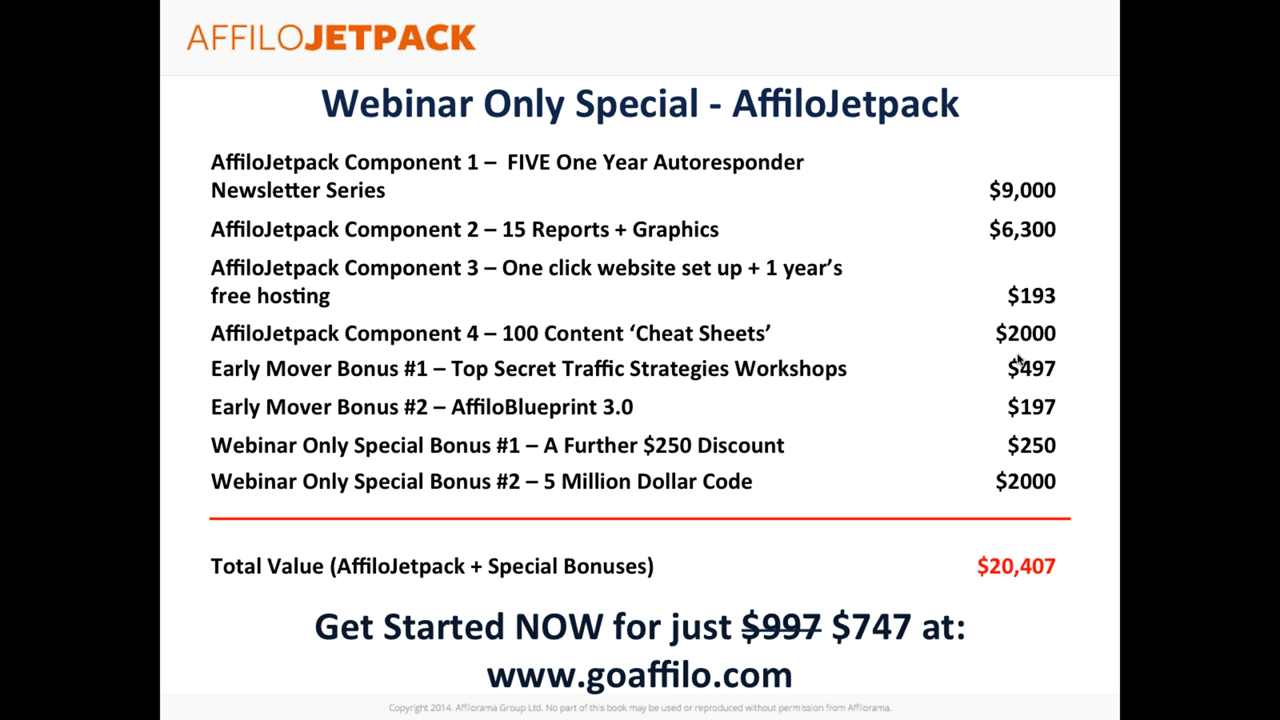 AFFILOJETPACK
Webinar Only Special - AffiloJetpack
AffiloJetpack Component 1 – FIVE One Year Autoresponder
Newsletter Series $9,000
AffiloJetpack Component 2 – 15 Reports + Graphics $6,300
AffiloJetpack Component 3 – One click website set up + 1 year’s
free hosting $193
AffiloJetpack Component 4 – 100 Content ‘Cheat Sheets’ $2000
Early Mover Bonus #1 – Top Secret Traffic Strategies Workshops $497
Early Mover Bonus #2 – AffiloBlueprint 3.0 $197
Webinar Only Special Bonus #1 – A Further $250 Discount $250
Webinar Only Special Bonus #2 – 5 Million Dollar Code $2000
Total Value (AffiloJetpack + Special Bonuses) $20,407
Get Started NOW for just $997 $747 at:
www.goaffilo.com
Copyright 2014. Affilorama Group Ltd. No part of this book may be used or reproduced without permission from Affilorama.